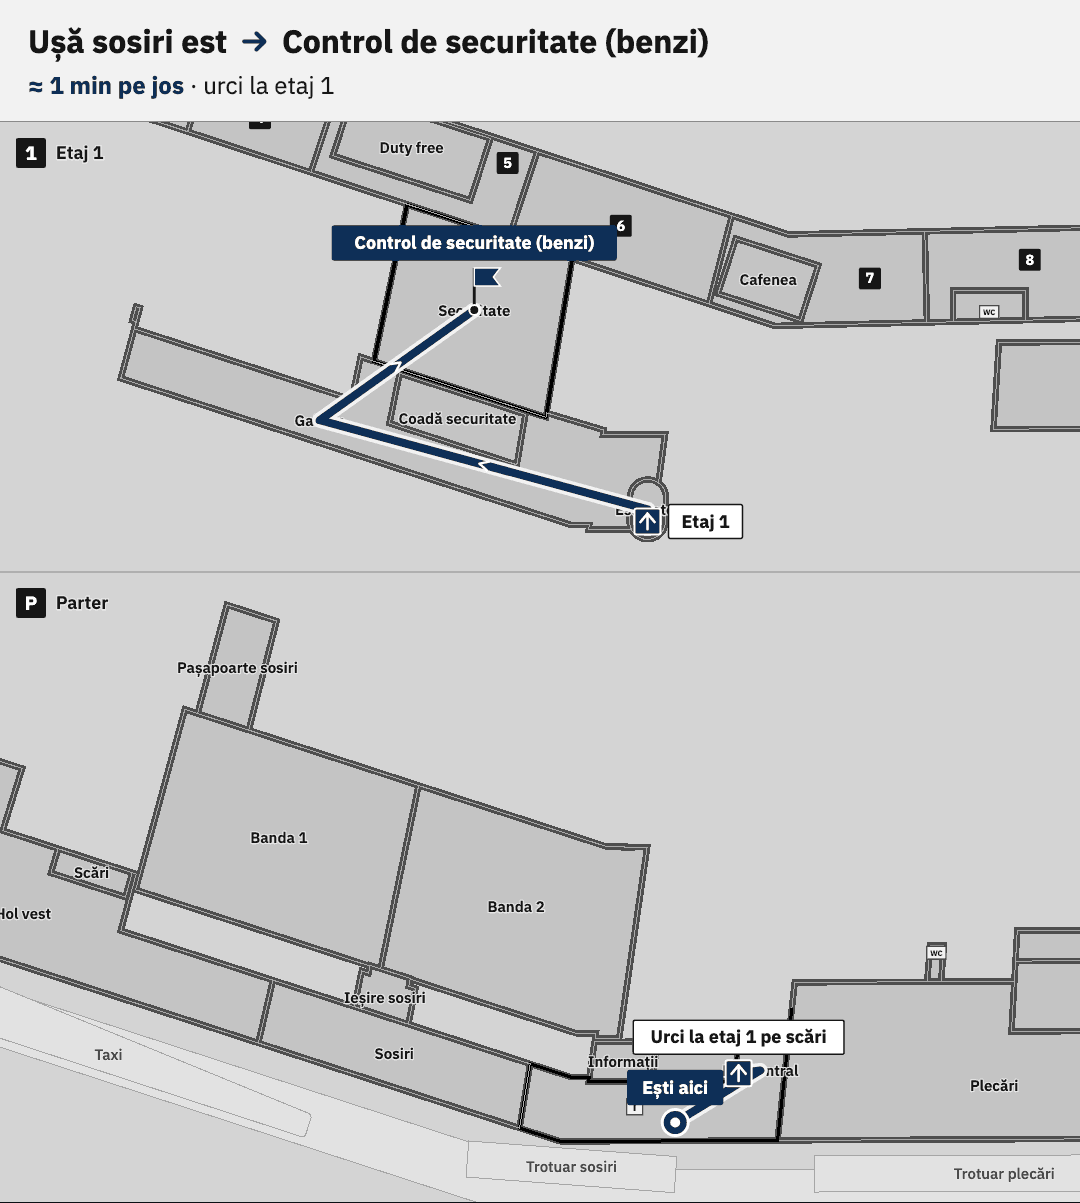 Ușă sosiri est → Control de securitate (benzi)
≈ 1 min pe jos · urci la etaj 1
1 Etaj 1
Duty free
5
6
Control de securitate (benzi)
Cafenea
7
8
WC
Coadă securitate
Etaj 1
P Parter
Pașapoarte sosiri
Banda 1
Scări
Banda 2
Hol vest
WC
Ieșire sosiri
Urci la etaj 1 pe scări
Sosiri
Informații
Taxi
Ești aici
Plecări
Trotuar sosiri
Trotuar plecări